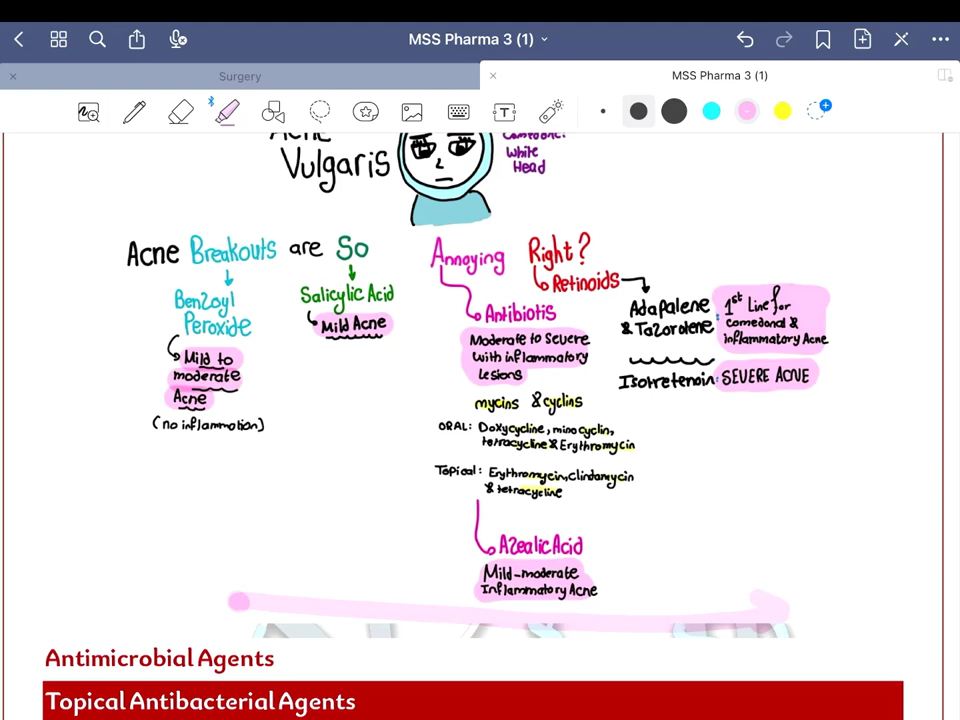 MSS Pharma 3 (1)
Surgery
MSS Pharma 3 (1)
Acne
Vulgaris
Comedone:
White
Head
Acne Breakouts are So
Annoying Right?
Benzoyl
Peroxide
Mild to
moderate
Acne
(no inflammation)
Salicylic Acid
Mild Acne
Antibiotis
Moderate to Severe
with inflammatory
lesions
mycins & cyclins
ORAL: Doxycycline, minocyclin,
tetracycline & Erythromycin
Topical: Erythromycin, Clindamycin
& tetracycline
Azealic Acid
Mild-moderate
Inflammatory Acne
Retinoids
Adapalene
& Tazorotene:
1st Line for
comedonal &
inflammatory Acne
Isotretenoin: SEVERE ACNE
Antimicrobial Agents
Topical Antibacterial Agents